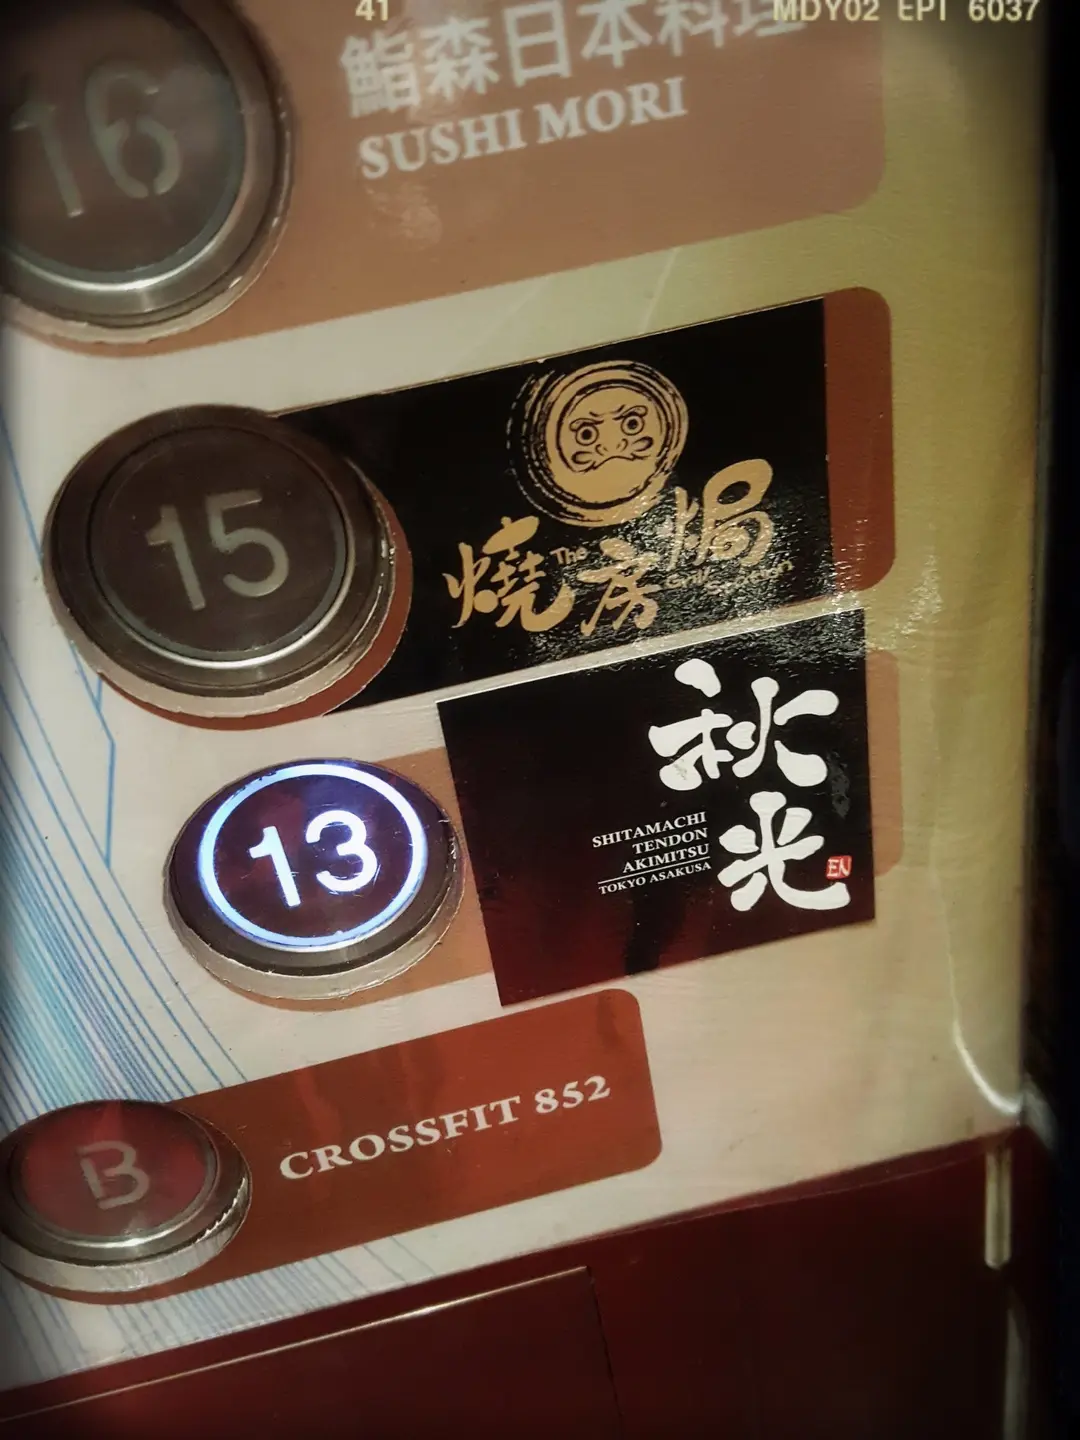 41
MDY02 EPI 6037
16
鮨森日本料理
SUSHI MORI
15
燒房焗
The
13
秋光
SHITAMACHI
TENDON
AKIMITSU
TOKYO ASAKUSA
EN
B
CROSSFIT 852